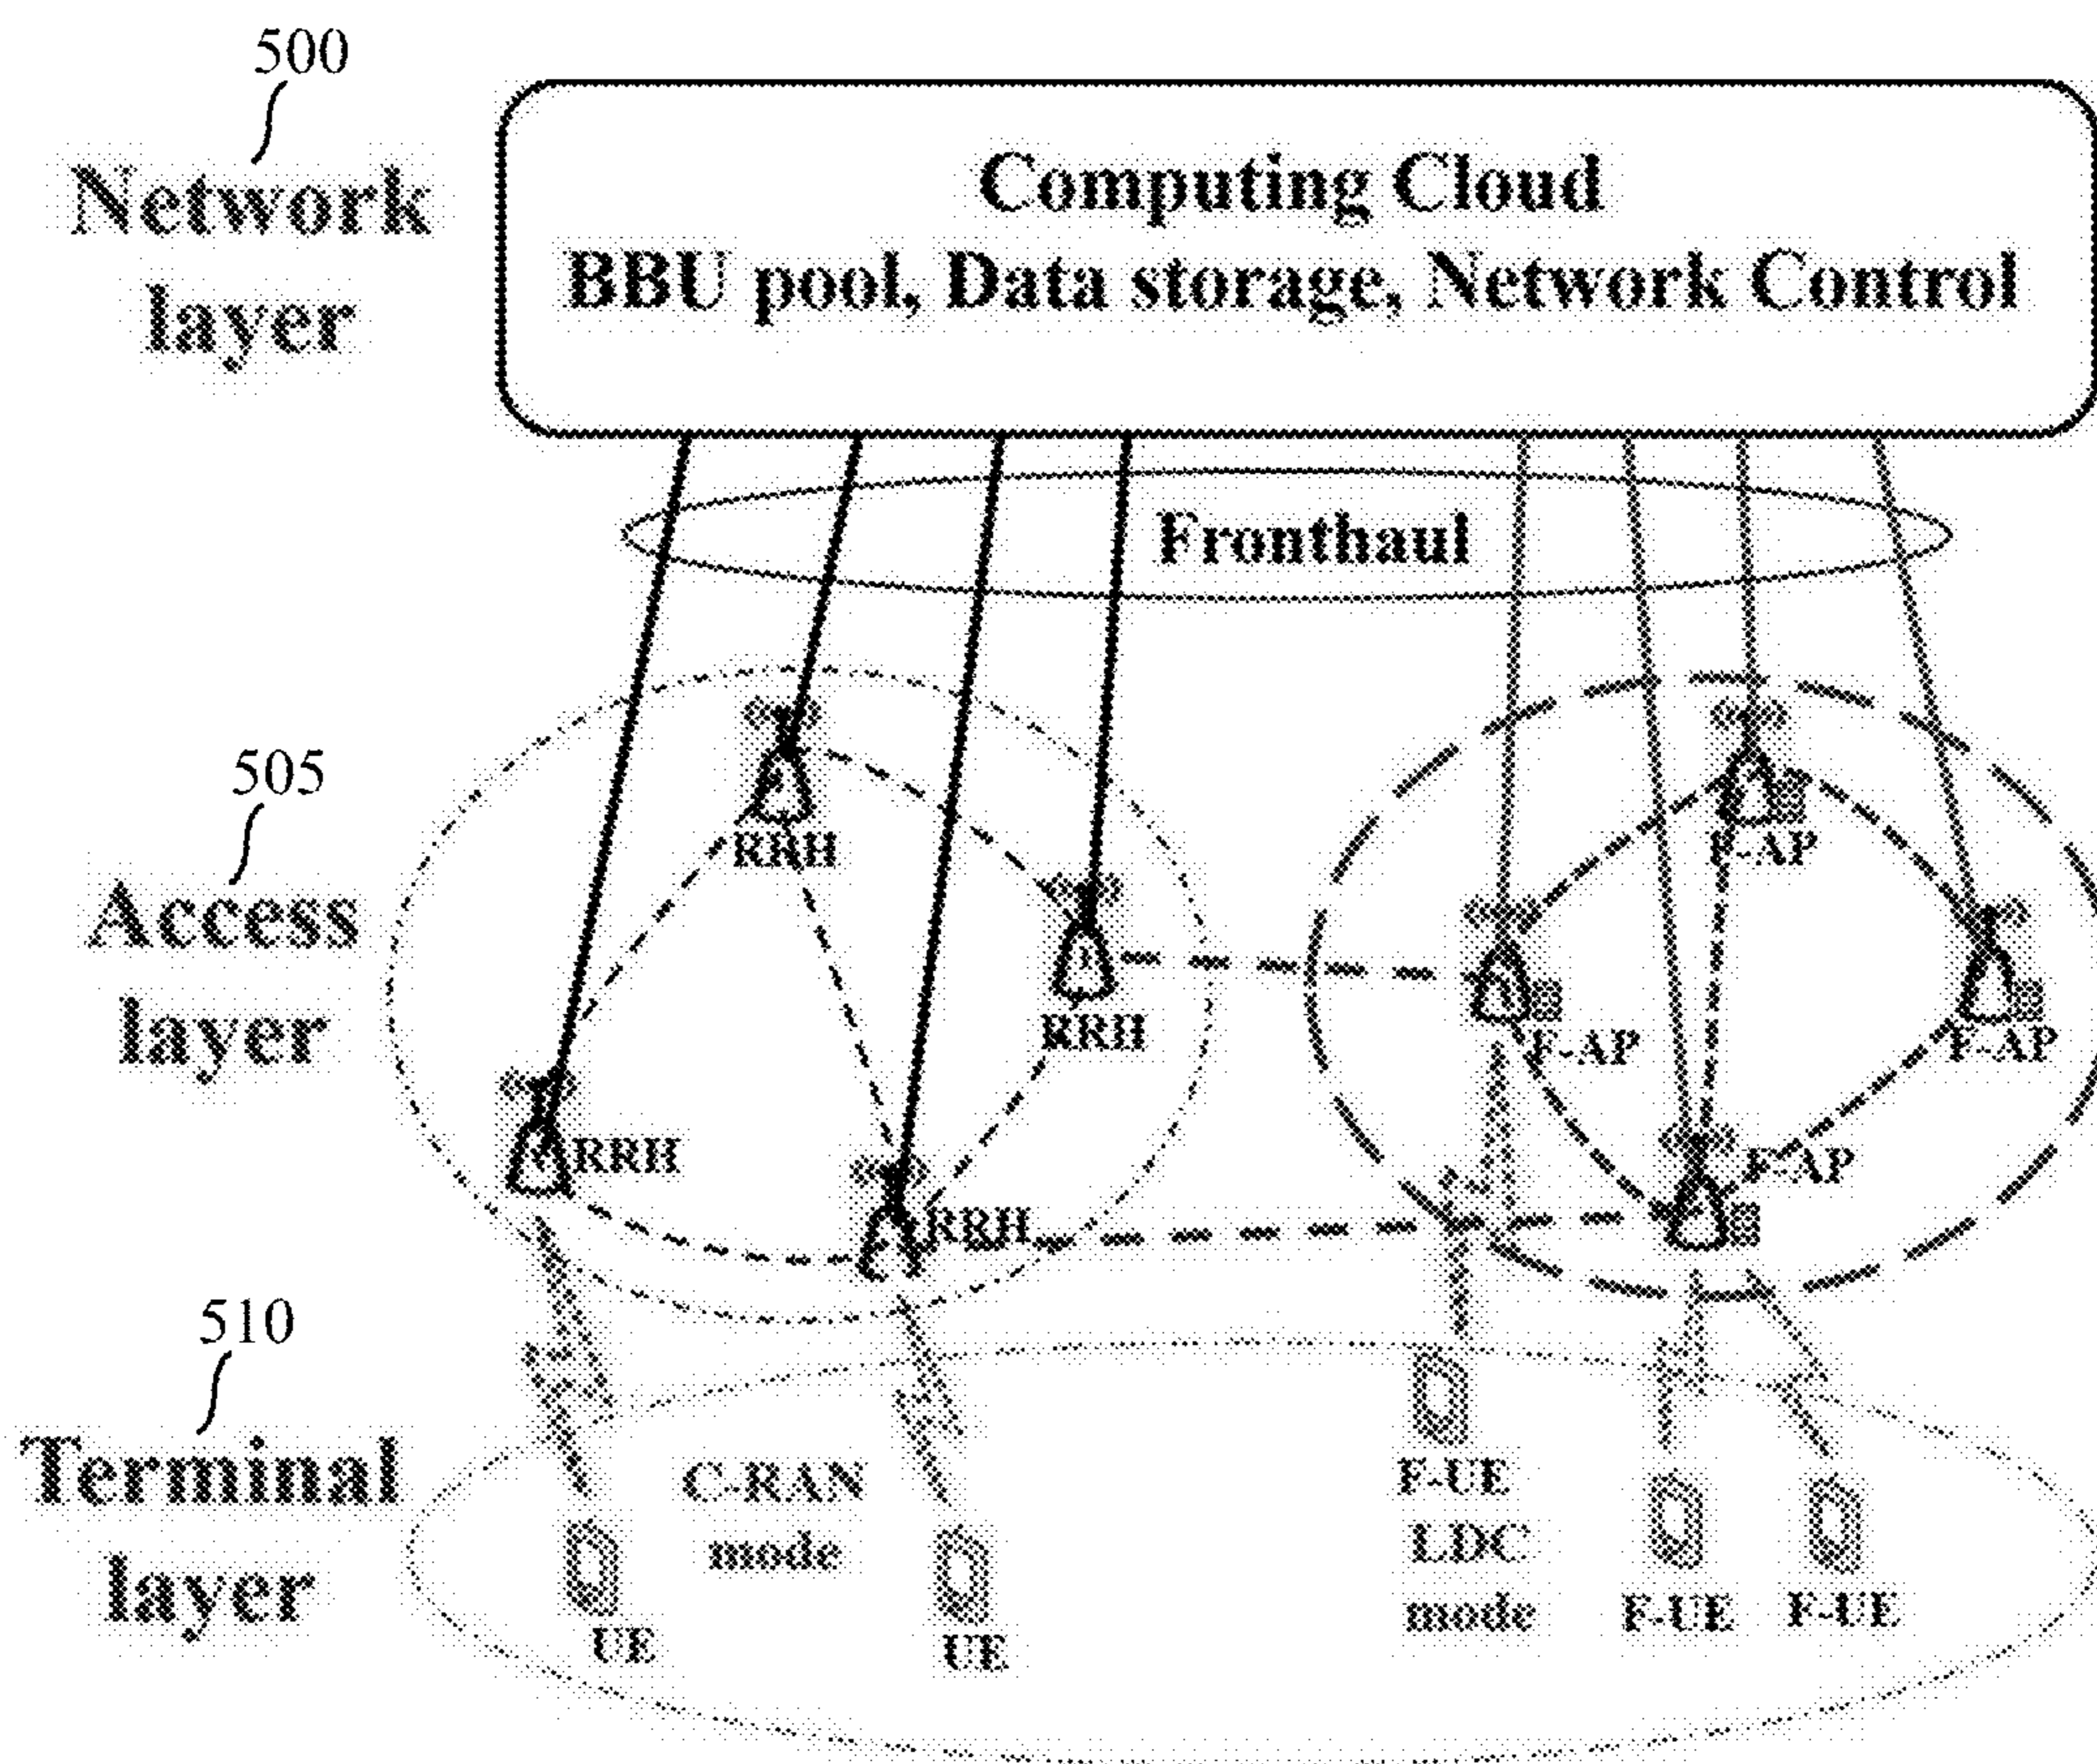 500
Network
layer
Computing Cloud
BBU pool, Data storage, Network Control
Fronthaul
505
Access
layer
RRH
RRH
RRH
RRH
F-AP
F-AP
F-AP
F-AP
510
Terminal
layer
C-RAN
mode
UE
UE
F-UE
LDC
mode
F-UE
F-UE